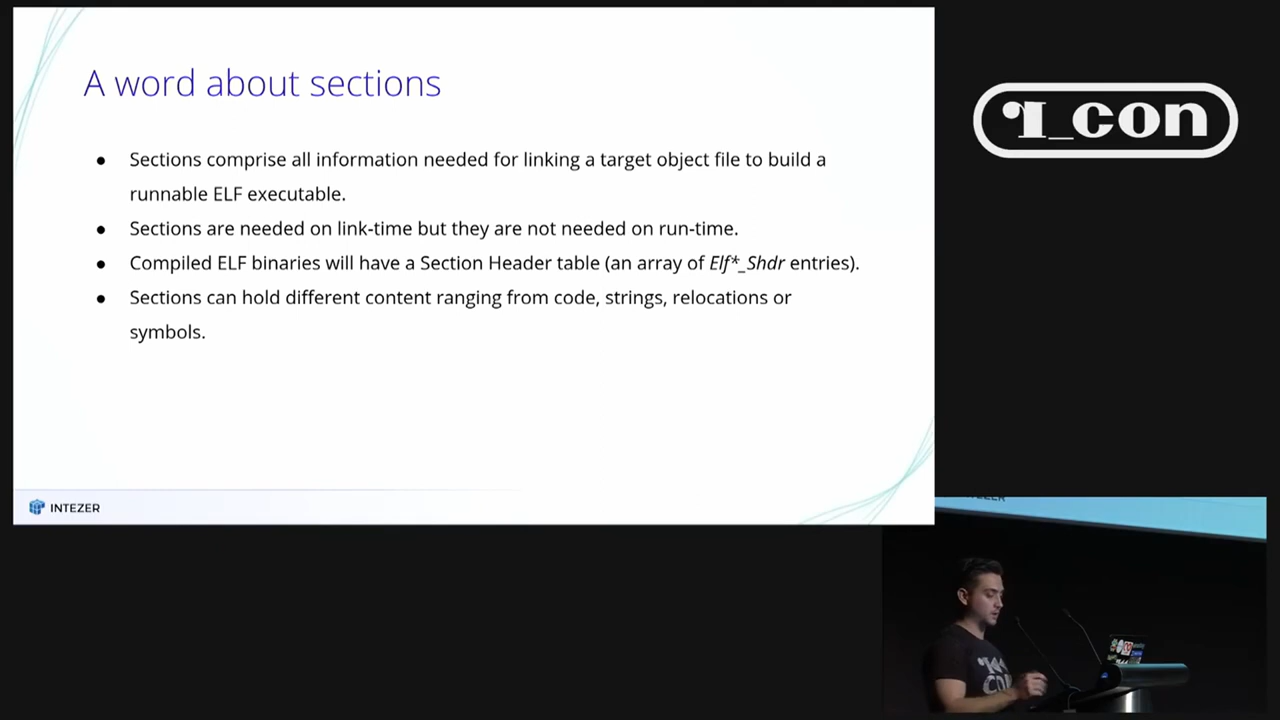 A word about sections
● Sections comprise all information needed for linking a target object file to build a
runnable ELF executable.
● Sections are needed on link-time but they are not needed on run-time.
● Compiled ELF binaries will have a Section Header table (an array of Elf*_Shdr entries).
● Sections can hold different content ranging from code, strings, relocations or
symbols.
INTEZER
r2_con